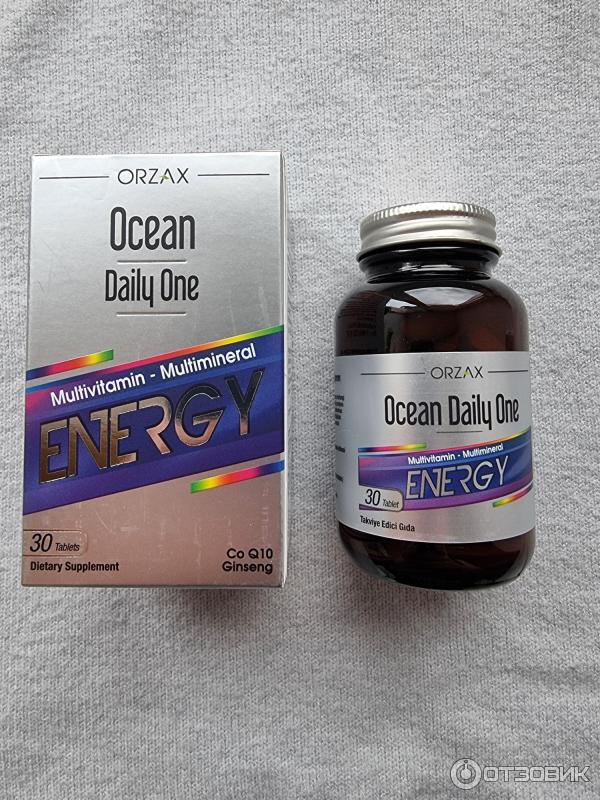 ORZAX
Ocean
Daily One
Multivitamin - Multimineral
ENERGY
30 Tablets
Dietary Supplement
Co Q10
Ginseng
ORZAX
Ocean Daily One
Multivitamin - Multimineral
ENERGY
30 Tablet
Takviye Edici Gıda
ОТЗОВИК